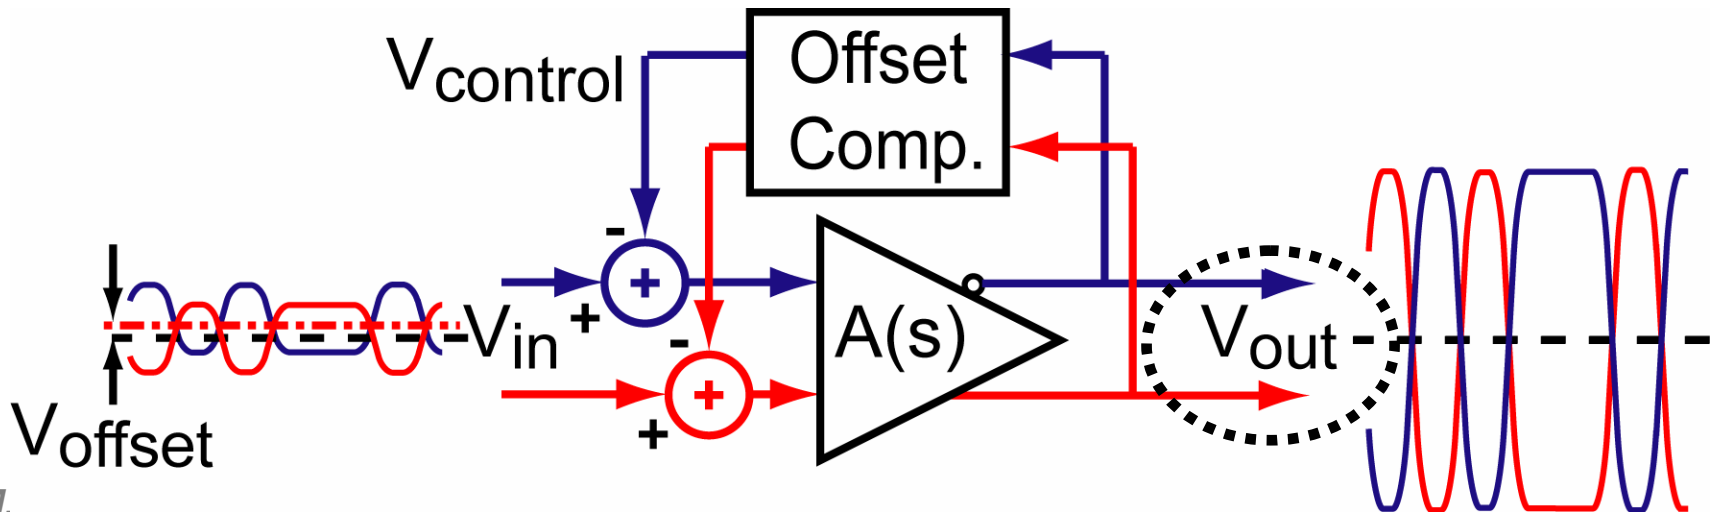 Offset
Comp.
Vcontrol
-
+
+
-
+
+
Vin
A(s)
Vout
Voffset